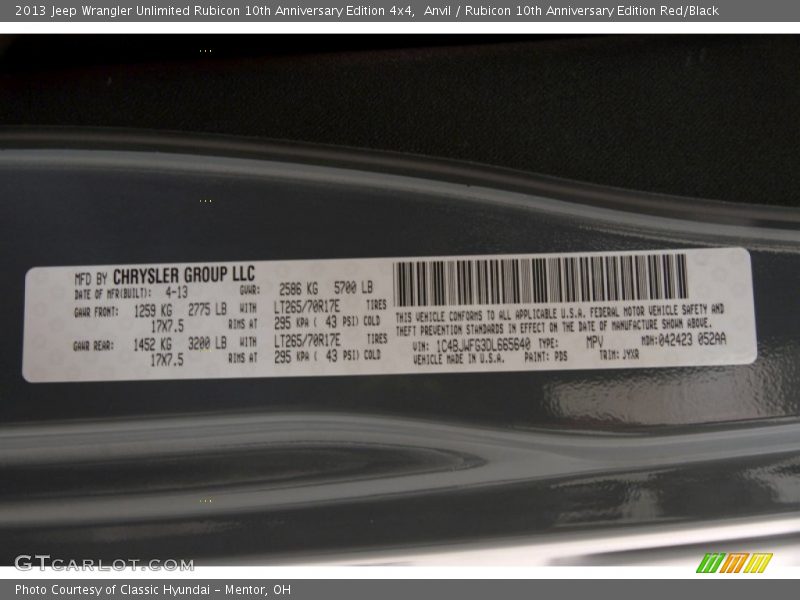 2013 Jeep Wrangler Unlimited Rubicon 10th Anniversary Edition 4x4, Anvil / Rubicon 10th Anniversary Edition Red/Black
MFD BY CHRYSLER GROUP LLC
DATE OF MFR(BUILT): 4-13 GVWR: 2586 KG 5700 LB
GAWR FRONT: 1259 KG 2775 LB WITH LT265/70R17E TIRES
17X7.5 RIMS AT 295 KPA ( 43 PSI) COLD
GAWR REAR: 1452 KG 3200 LB WITH LT265/70R17E TIRES
17X7.5 RIMS AT 295 KPA ( 43 PSI) COLD
THIS VEHICLE CONFORMS TO ALL APPLICABLE U.S.A. FEDERAL MOTOR VEHICLE SAFETY AND
THEFT PREVENTION STANDARDS IN EFFECT ON THE DATE OF MANUFACTURE SHOWN ABOVE.
VIN: 1C4BJWFG3DL665640 TYPE: MPV MDH: 042423 052AA
VEHICLE MADE IN U.S.A. PAINT: PDS TRIM: JYXR
GTCARLOT.COM
Photo Courtesy of Classic Hyundai - Mentor, OH